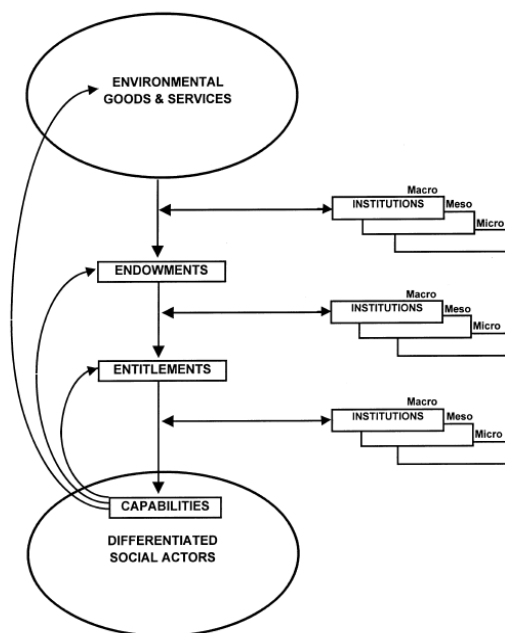 ENVIRONMENTAL
GOODS & SERVICES
Macro
INSTITUTIONS
Meso
Micro
ENDOWMENTS
Macro
INSTITUTIONS
Meso
Micro
ENTITLEMENTS
Macro
INSTITUTIONS
Meso
Micro
CAPABILITIES
DIFFERENTIATED
SOCIAL ACTORS